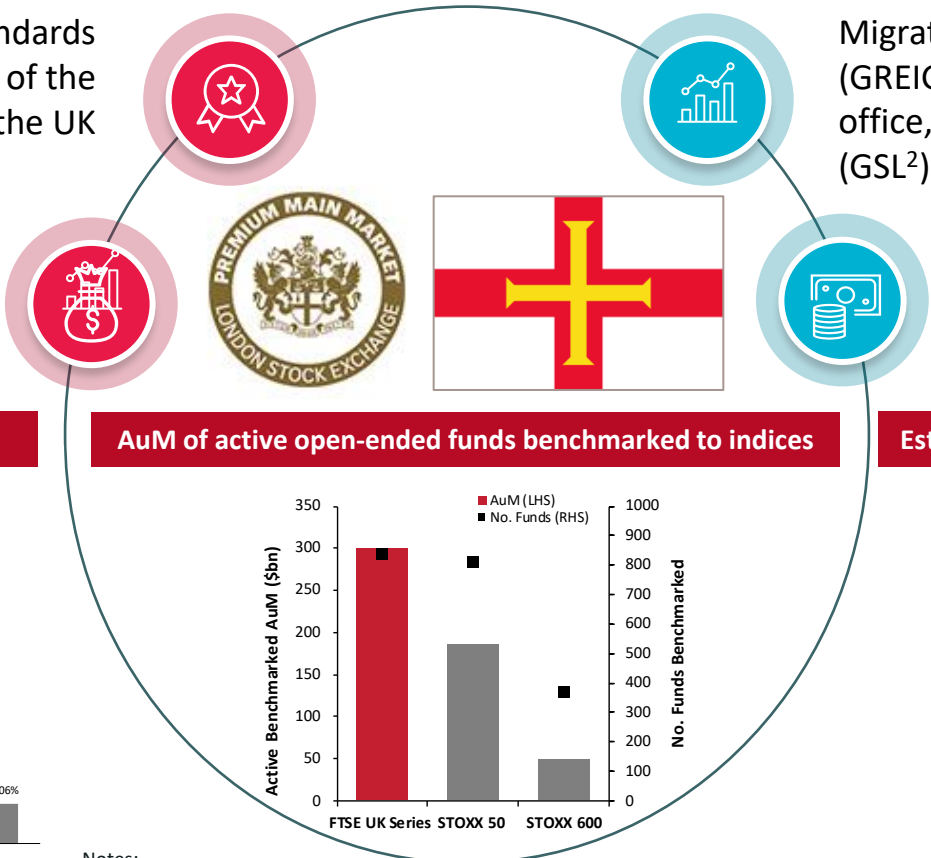 ndards
of the
the UK
Migrat
(GREIC
office,
(GSL²)
PREMIUM MAIN MARKET
LONDON STOCK EXCHANGE
$
AuM of active open-ended funds benchmarked to indices
Est
AuM (LHS)
No. Funds (RHS)
Active Benchmarked AuM ($bn)
350
300
250
200
150
100
50
0
1000
900
800
700
600
500
400
300
200
100
0
No. Funds Benchmarked
FTSE UK Series STOXX 50 STOXX 600
06%
Notes: